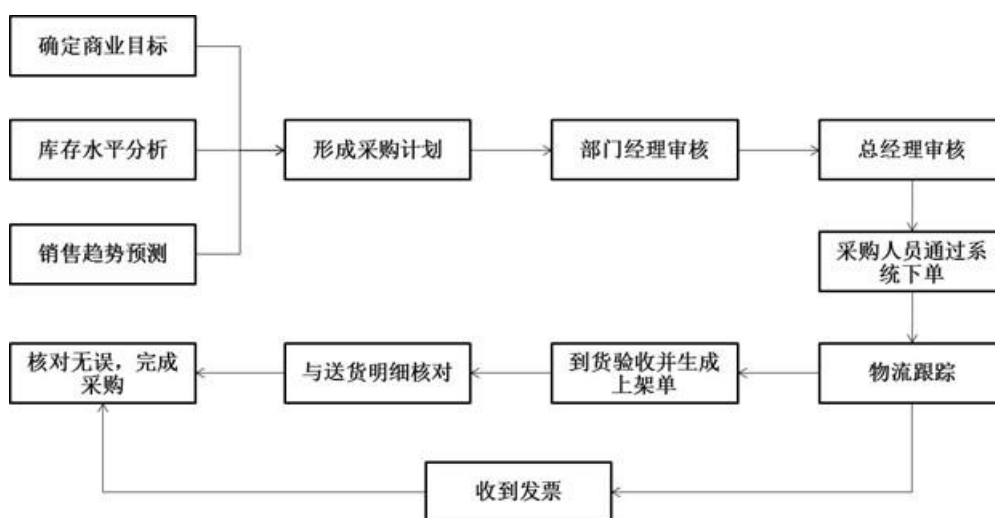 确定商业目标
库存水平分析
形成采购计划
部门经理审核
总经理审核
销售趋势预测
采购人员通过系
统下单
核对无误，完成
采购
与送货明细核对
到货验收并生成
上架单
物流跟踪
收到发票